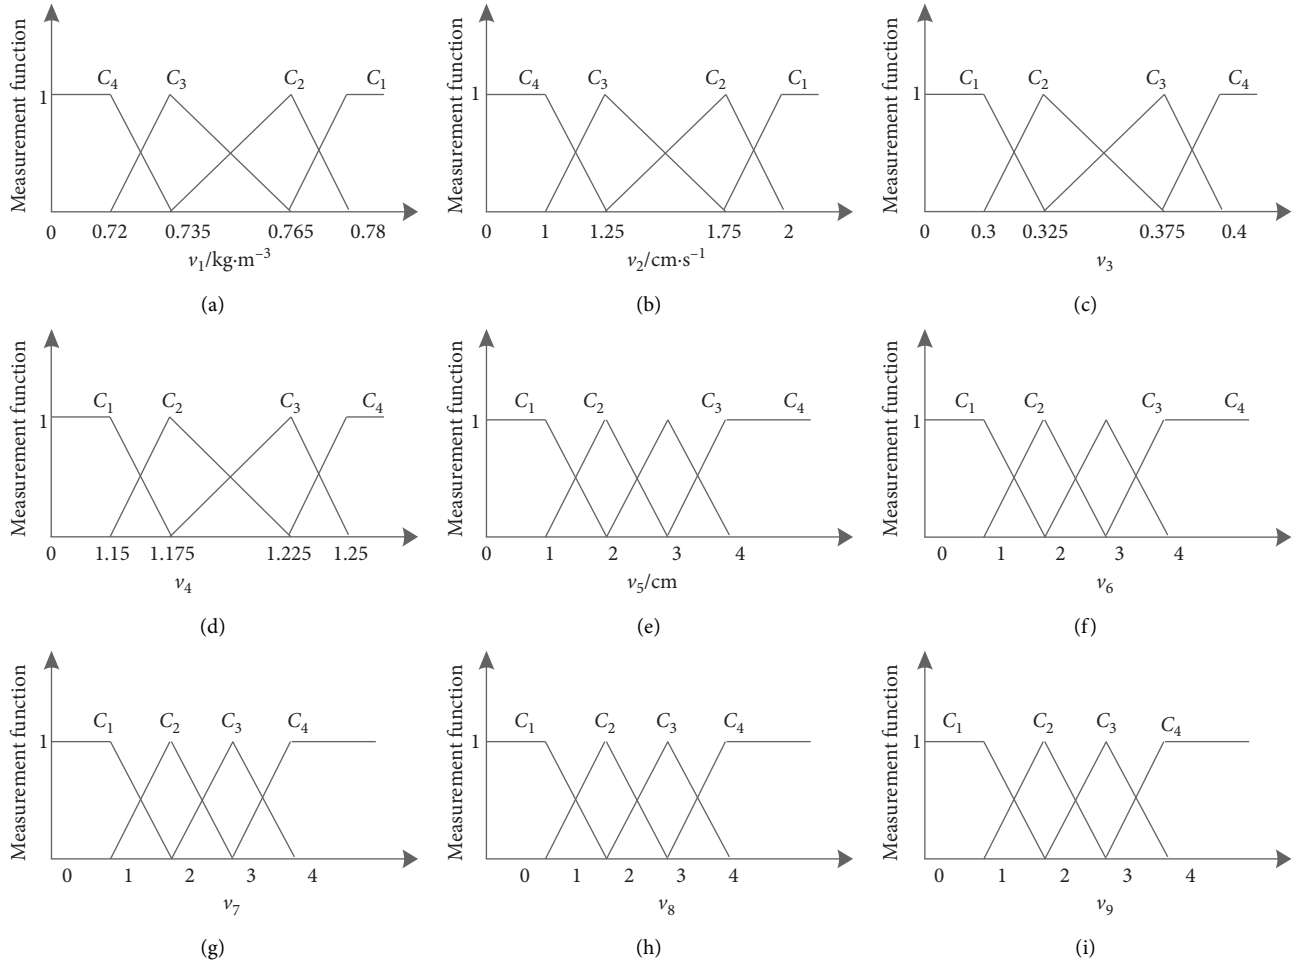 Measurement function
C4 C3 C2 C1
1
0 0.72 0.735 0.765 0.78
v1/kg·m−3
(a)
Measurement function
C4 C3 C2 C1
1
0 1 1.25 1.75 2
v2/cm·s−1
(b)
Measurement function
C1 C2 C3 C4
1
0 0.3 0.325 0.375 0.4
v3
(c)
Measurement function
C1 C2 C3 C4
1
0 1.15 1.175 1.225 1.25
v4
(d)
Measurement function
C1 C2 C3 C4
1
0 1 2 3 4
v5/cm
(e)
Measurement function
C1 C2 C3 C4
1
0 1 2 3 4
v6
(f)
Measurement function
C1 C2 C3 C4
1
0 1 2 3 4
v7
(g)
Measurement function
C1 C2 C3 C4
1
0 1 2 3 4
v8
(h)
Measurement function
C1 C2 C3 C4
1
0 1 2 3 4
v9
(i)